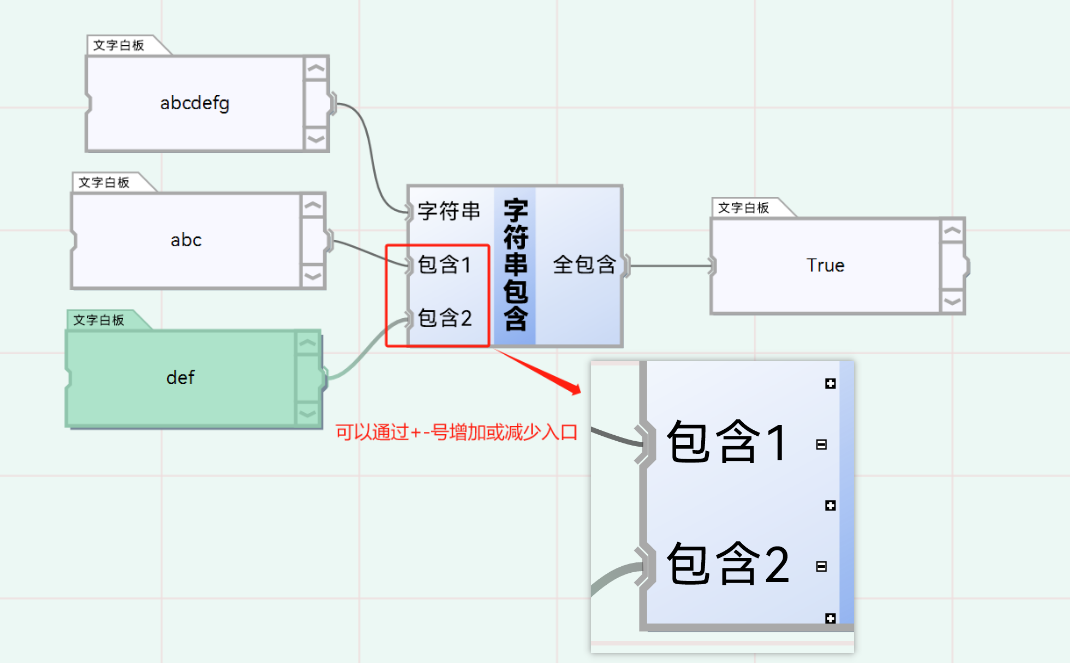 文字白板
abcdefg
文字白板
abc
文字白板
def
字符串
包含1
包含2
字符串包含
全包含
文字白板
True
可以通过+-号增加或减少入口
包含1
包含2